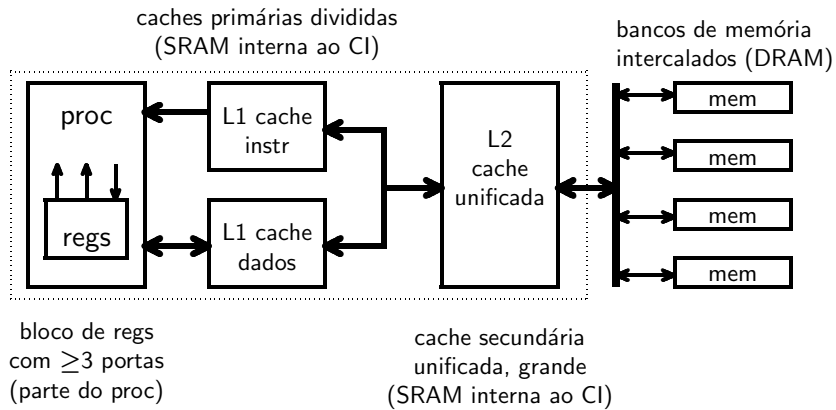 caches primárias divididas
(SRAM interna ao CI)
bancos de memória
intercalados (DRAM)
proc
regs
L1 cache
instr
L1 cache
dados
L2
cache
unificada
mem
mem
mem
mem
bloco de regs
com ≥3 portas
(parte do proc)
cache secundária
unificada, grande
(SRAM interna ao CI)